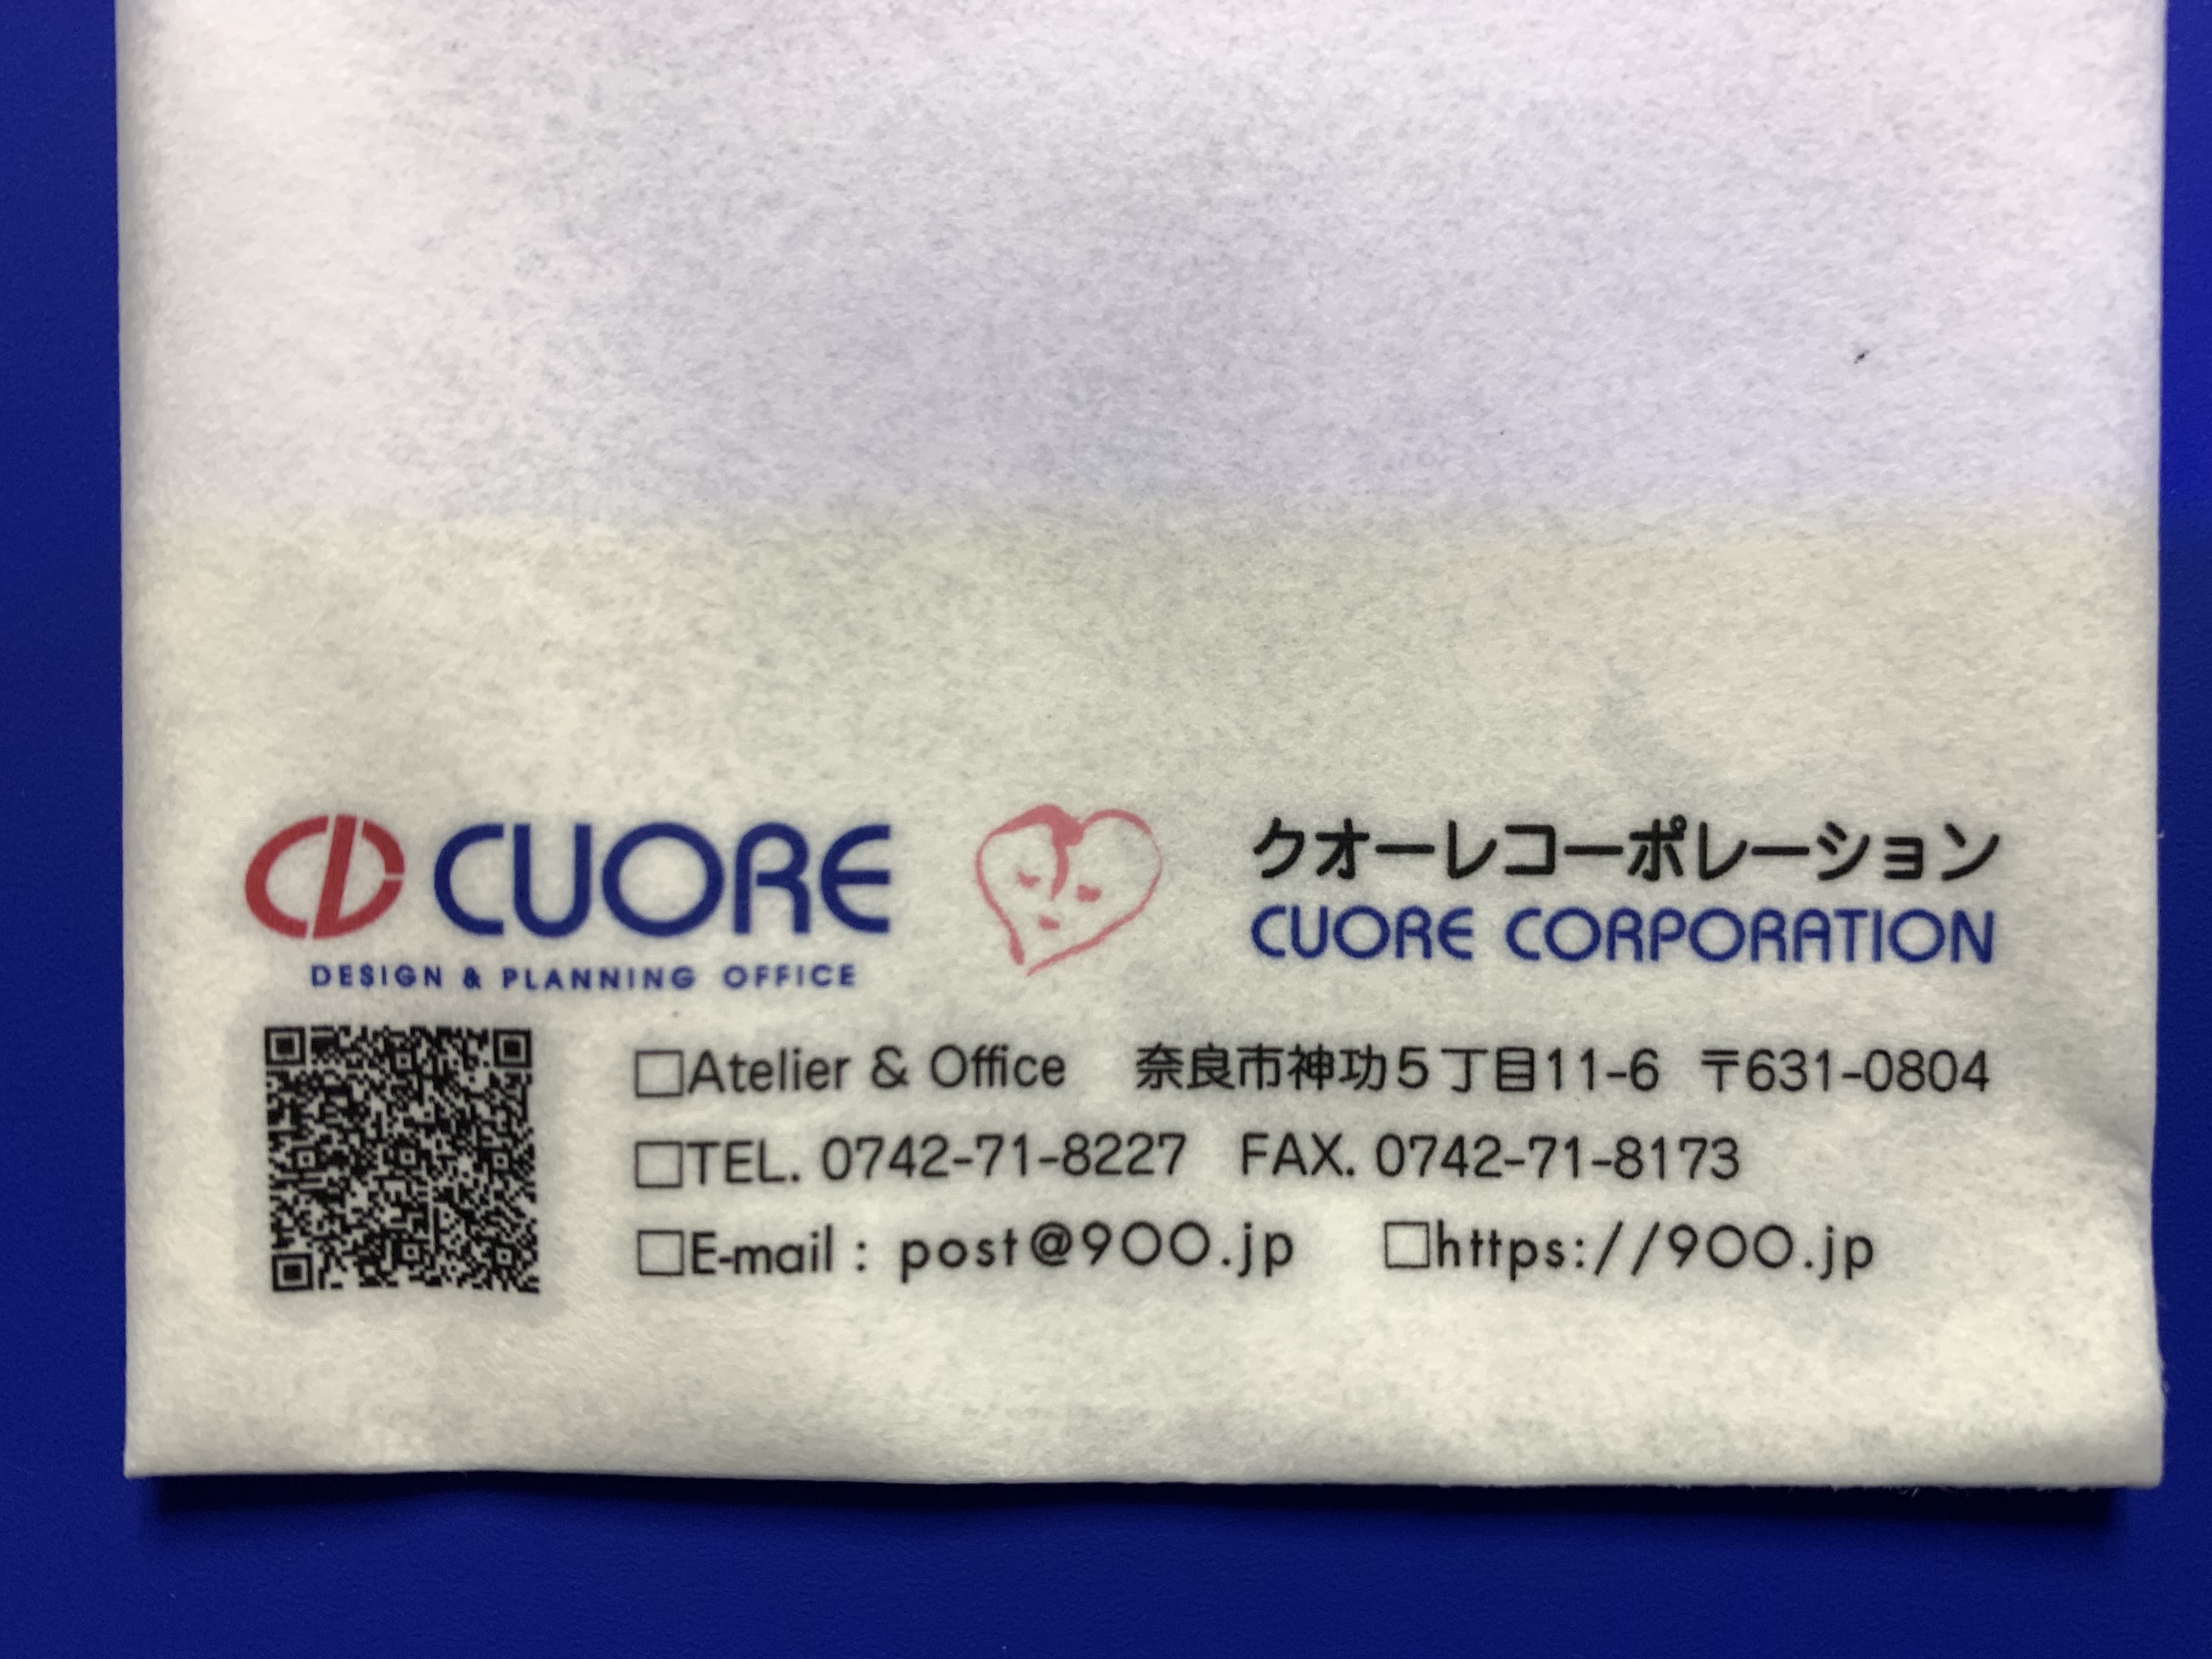 CUORE
DESIGN & PLANNING OFFICE
クオーレコーポレーション
CUORE CORPORATION
□Atelier & Office 奈良市神功5丁目11-6 〒631-0804
□TEL. 0742-71-8227 FAX. 0742-71-8173
□E-mail : post@900.jp □https://900.jp